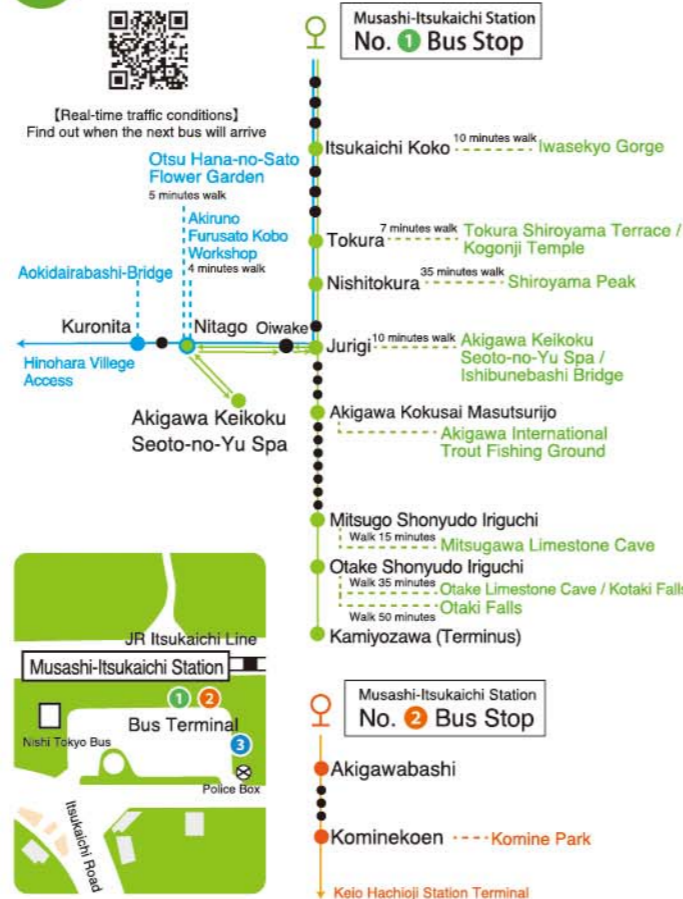 Musashi-Itsukaichi Station
No. 1 Bus Stop
【Real-time traffic conditions】
Find out when the next bus will arrive
Itsukaichi Koko
10 minutes walk
Iwasekyo Gorge
Otsu Hana-no-Sato
Flower Garden
5 minutes walk
Akiruno
Furusato Kobo
Workshop
4 minutes walk
Tokura
7 minutes walk
Tokura Shiroyama Terrace /
Kogonji Temple
Aokidairabashi-Bridge
Nishitokura
35 minutes walk
Shiroyama Peak
Kuronita
Nitago
Oiwake
Jurigi
10 minutes walk
Akigawa Keikoku
Seoto-no-Yu Spa /
Ishibunebashi Bridge
Hinohara Villege
Access
Akigawa Keikoku
Seoto-no-Yu Spa
Akigawa Kokusai Masutsurijo
Akigawa International
Trout Fishing Ground
Mitsugo Shonyudo Iriguchi
Walk 15 minutes
Mitsugawa Limestone Cave
Otake Shonyudo Iriguchi
Walk 35 minutes
Otake Limestone Cave / Kotaki Falls
Otaki Falls
Walk 50 minutes
Kamiyozawa (Terminus)
JR Itsukaichi Line
Musashi-Itsukaichi Station
1 2
Bus Terminal
3
Nishi Tokyo Bus
Police Box
Itsukaichi Road
Musashi-Itsukaichi Station
No. 2 Bus Stop
Akigawabashi
Kominekoen
Komine Park
Keio Hachioji Station Terminal